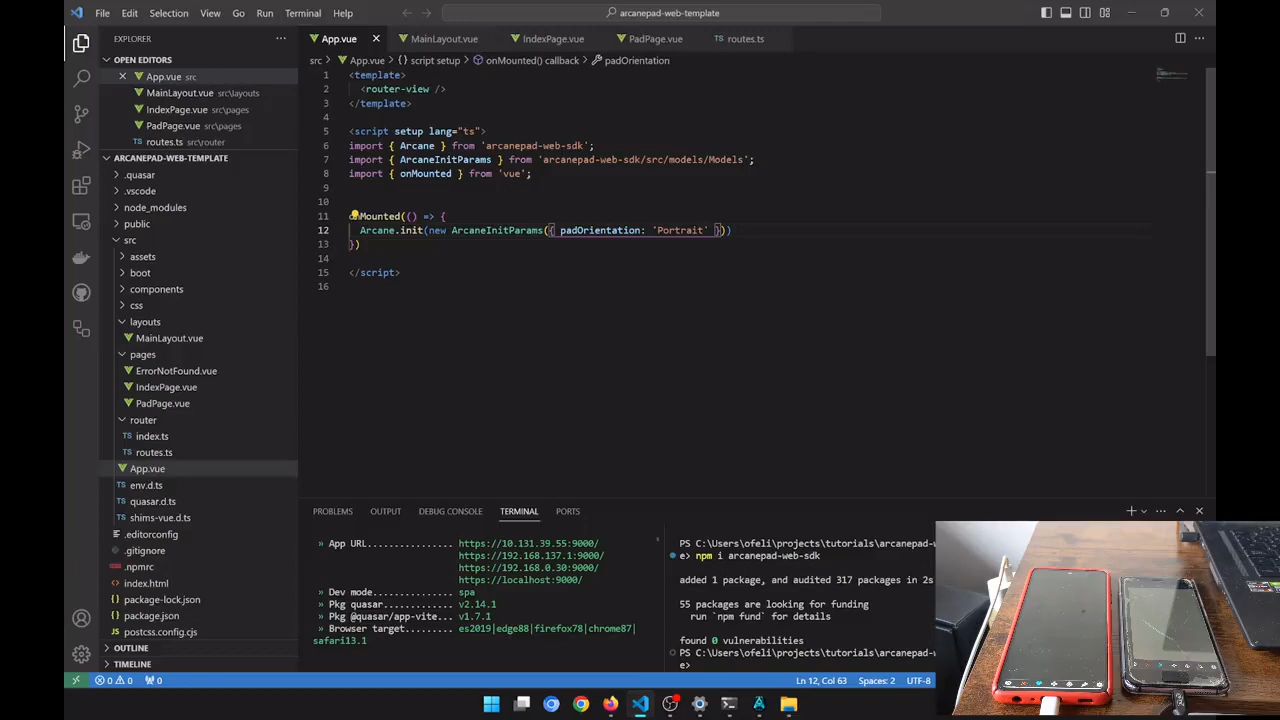 File Edit Selection View Go Run Terminal Help
arcanepad-web-template
EXPLORER
OPEN EDITORS
App.vue src
MainLayout.vue src\layouts
IndexPage.vue src\pages
PadPage.vue src\pages
routes.ts src\router
ARCANEPAD-WEB-TEMPLATE
.quasar
.vscode
node_modules
public
src
assets
boot
components
css
layouts
MainLayout.vue
pages
ErrorNotFound.vue
IndexPage.vue
PadPage.vue
router
index.ts
routes.ts
App.vue
env.d.ts
quasar.d.ts
shims-vue.d.ts
.editorconfig
.gitignore
.npmrc
index.html
package-lock.json
package.json
postcss.config.cjs
OUTLINE
TIMELINE
App.vue MainLayout.vue IndexPage.vue PadPage.vue routes.ts
src > App.vue > {} script setup > onMounted() callback > padOrientation
1 <template>
2 <router-view />
3 </template>
4
5 <script setup lang="ts">
6 import { Arcane } from 'arcanepad-web-sdk';
7 import { ArcaneInitParams } from 'arcanepad-web-sdk/src/models/Models';
8 import { onMounted } from 'vue';
9
10
11 onMounted(() => {
12 Arcane.init(new ArcaneInitParams({ padOrientation: 'Portrait' }))
13 })
14
15 </script>
16
PROBLEMS OUTPUT DEBUG CONSOLE TERMINAL PORTS
» App URL............... https://10.131.39.55:9000/
https://192.168.137.1:9000/
https://192.168.0.30:9000/
https://localhost:9000/
» Dev mode.............. spa
» Pkg quasar............ v2.14.1
» Pkg @quasar/app-vite... v1.7.1
» Browser target........ es2019|edge88|firefox78|chrome87|
safari13.1
PS C:\Users\ofeli\projects\tutorials\arcanepad-w
e> npm i arcanepad-web-sdk
added 1 package, and audited 317 packages in 2s
55 packages are looking for funding
run `npm fund` for details
found 0 vulnerabilities
PS C:\Users\ofeli\projects\tutorials\arcanepad-w
e>
0 0 0 Ln 12, Col 63 Spaces: 2 UTF-8